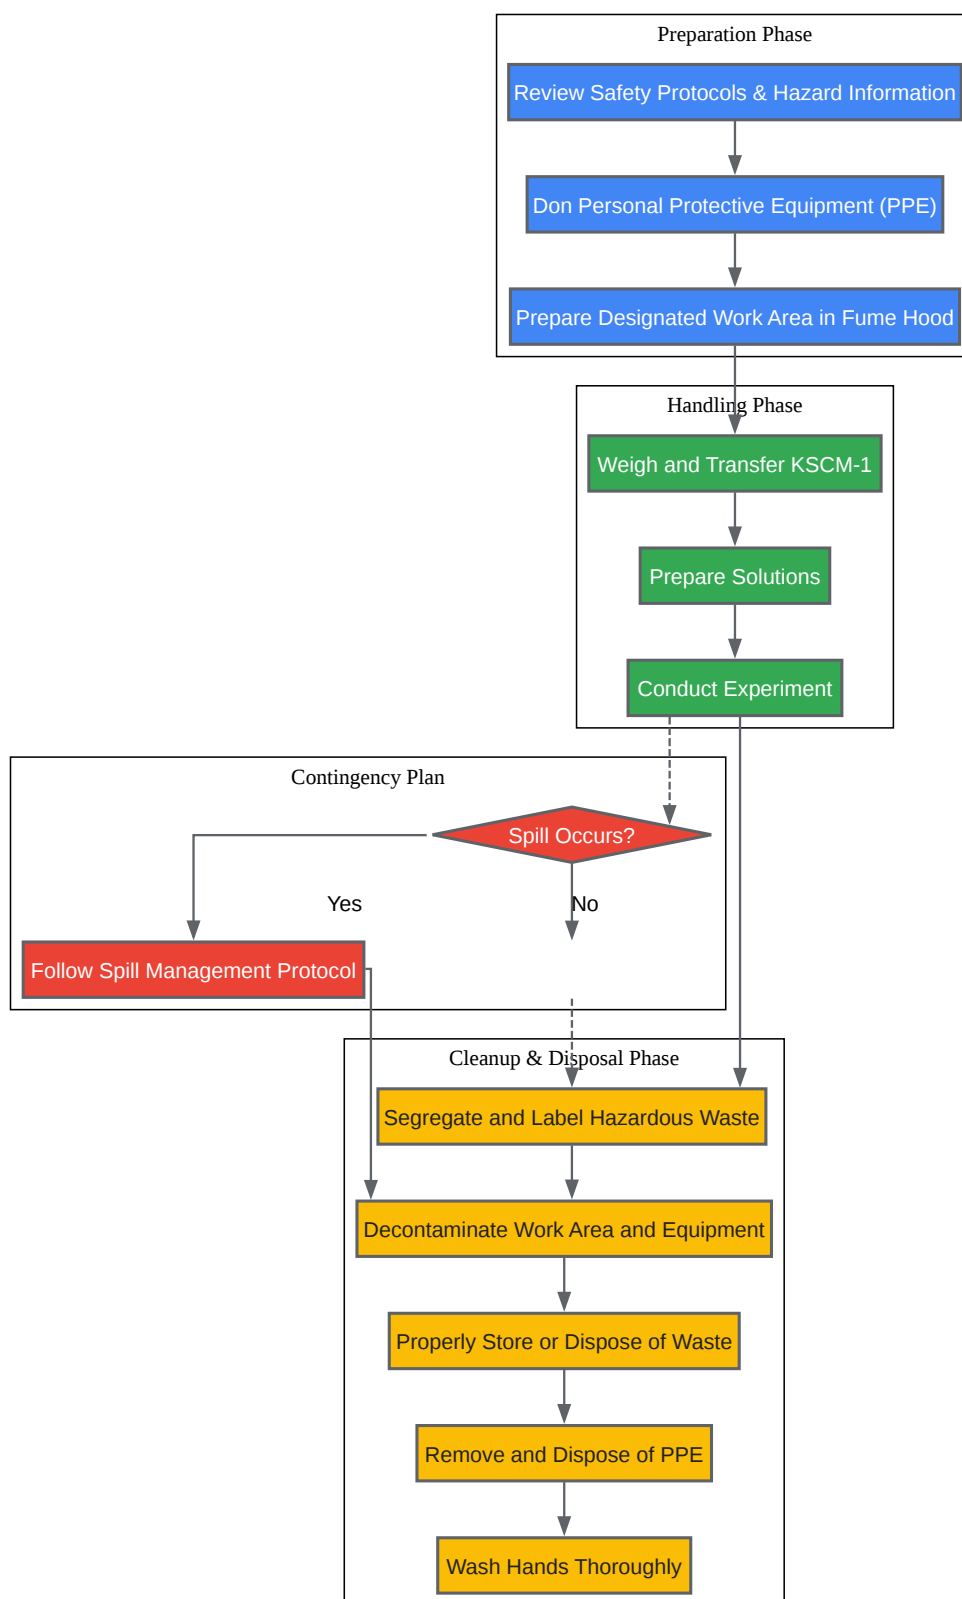 Preparation Phase
Review Safety Protocols & Hazard Information
Don Personal Protective Equipment (PPE)
Prepare Designated Work Area in Fume Hood
Handling Phase
Weigh and Transfer KSCM-1
Prepare Solutions
Conduct Experiment
Contingency Plan
Spill Occurs?
Yes
No
Follow Spill Management Protocol
Cleanup & Disposal Phase
Segregate and Label Hazardous Waste
Decontaminate Work Area and Equipment
Properly Store or Dispose of Waste
Remove and Dispose of PPE
Wash Hands Thoroughly